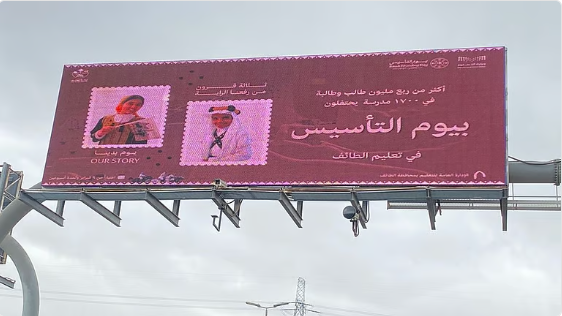 أكثر من ربع مليون طالب وطالبة
في ١٧٠٠ مدرسة يحتفلون
بيوم التأسيس
في تعليم الطائف
ثلاثة قرون
من رفعنا الراية
يوم بدينا
OUR STORY